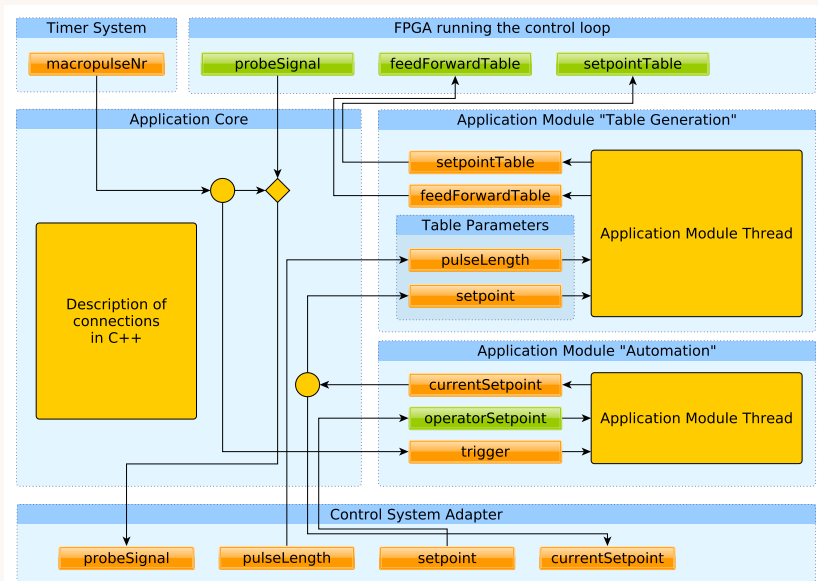 Timer System
macropulseNr
FPGA running the control loop
probeSignal
feedForwardTable
setpointTable
Application Core
Description of
connections
in C++
Application Module "Table Generation"
setpointTable
feedForwardTable
Table Parameters
pulseLength
setpoint
Application Module Thread
Application Module "Automation"
currentSetpoint
operatorSetpoint
trigger
Application Module Thread
Control System Adapter
probeSignal
pulseLength
setpoint
currentSetpoint